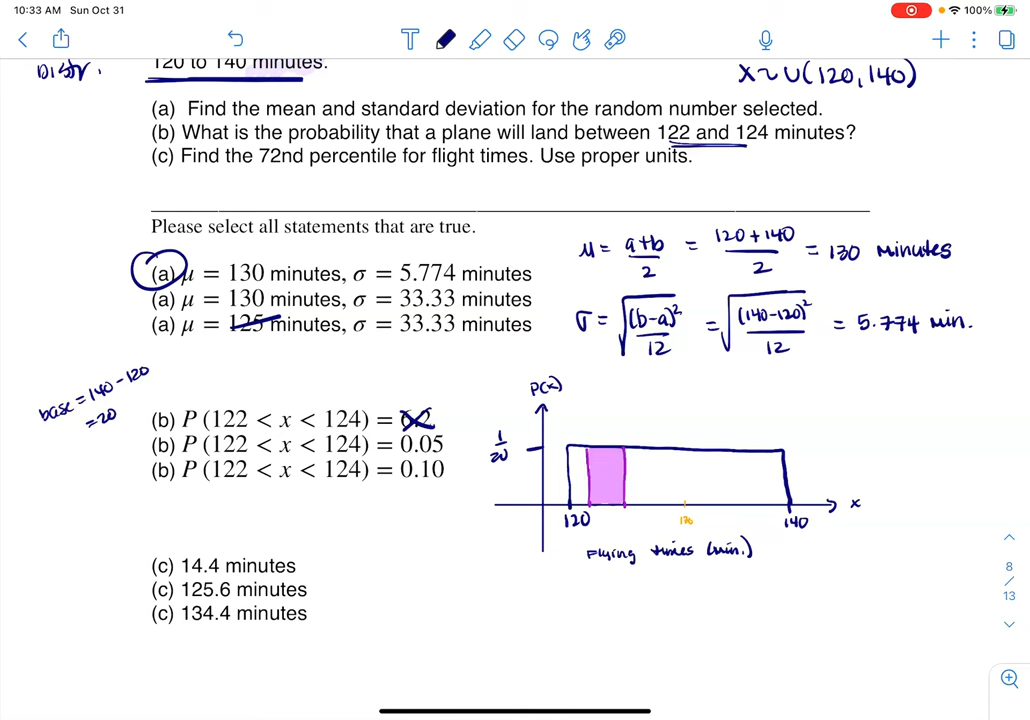 10:33 AM Sun Oct 31
100%
Distr.
120 to 140 minutes.
X~U(120,140)
(a) Find the mean and standard deviation for the random number selected.
(b) What is the probability that a plane will land between 122 and 124 minutes?
(c) Find the 72nd percentile for flight times. Use proper units.
Please select all statements that are true.
(a) μ = 130 minutes, σ = 5.774 minutes
(a) μ = 130 minutes, σ = 33.33 minutes
(a) μ = 125 minutes, σ = 33.33 minutes
μ = a+b/2 = 120+140/2 = 130 minutes
σ = √(b-a)²/12 = √(140-120)²/12 = 5.774 min.
base = 140-120
=20
(b) P (122 < x < 124) = 0.2
(b) P (122 < x < 124) = 0.05
(b) P (122 < x < 124) = 0.10
P(x)
1/20
120
130
140
x
Flying times (min.)
(c) 14.4 minutes
(c) 125.6 minutes
(c) 134.4 minutes
8
/
13